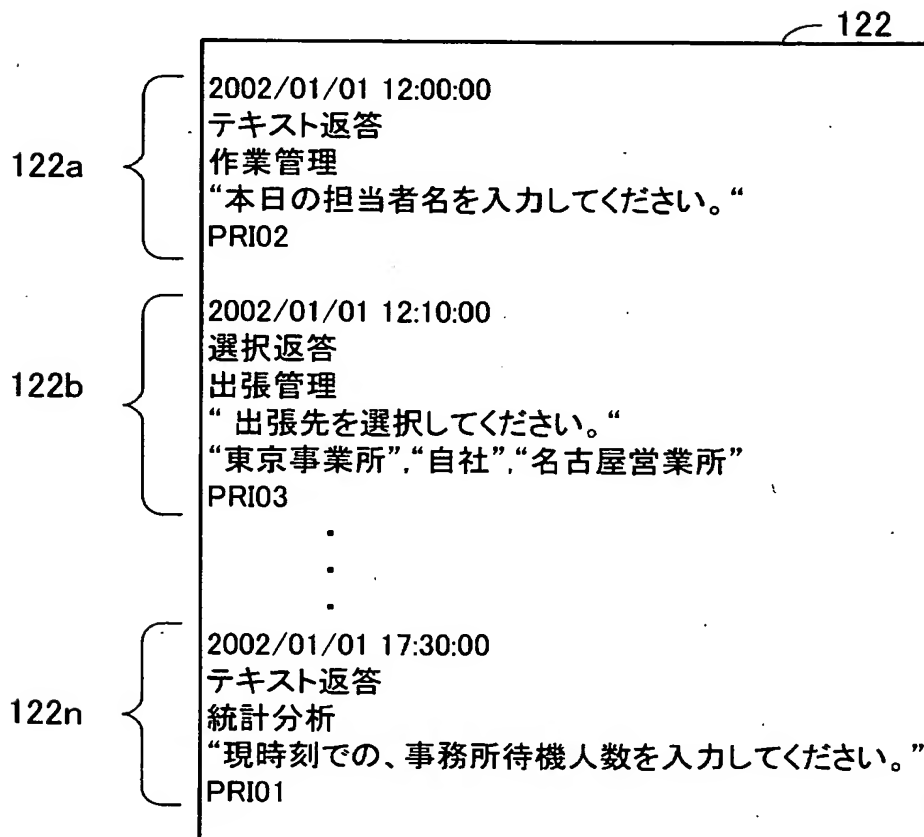 122
122a
2002/01/01 12:00:00
テキスト返答
作業管理
“本日の担当者名を入力してください。“
PRI02
122b
2002/01/01 12:10:00
選択返答
出張管理
“ 出張先を選択してください。“
“東京事業所”,“自社”,“名古屋営業所”
PRI03
122n
2002/01/01 17:30:00
テキスト返答
統計分析
“現時刻での、事務所待機人数を入力してください。”
PRI01